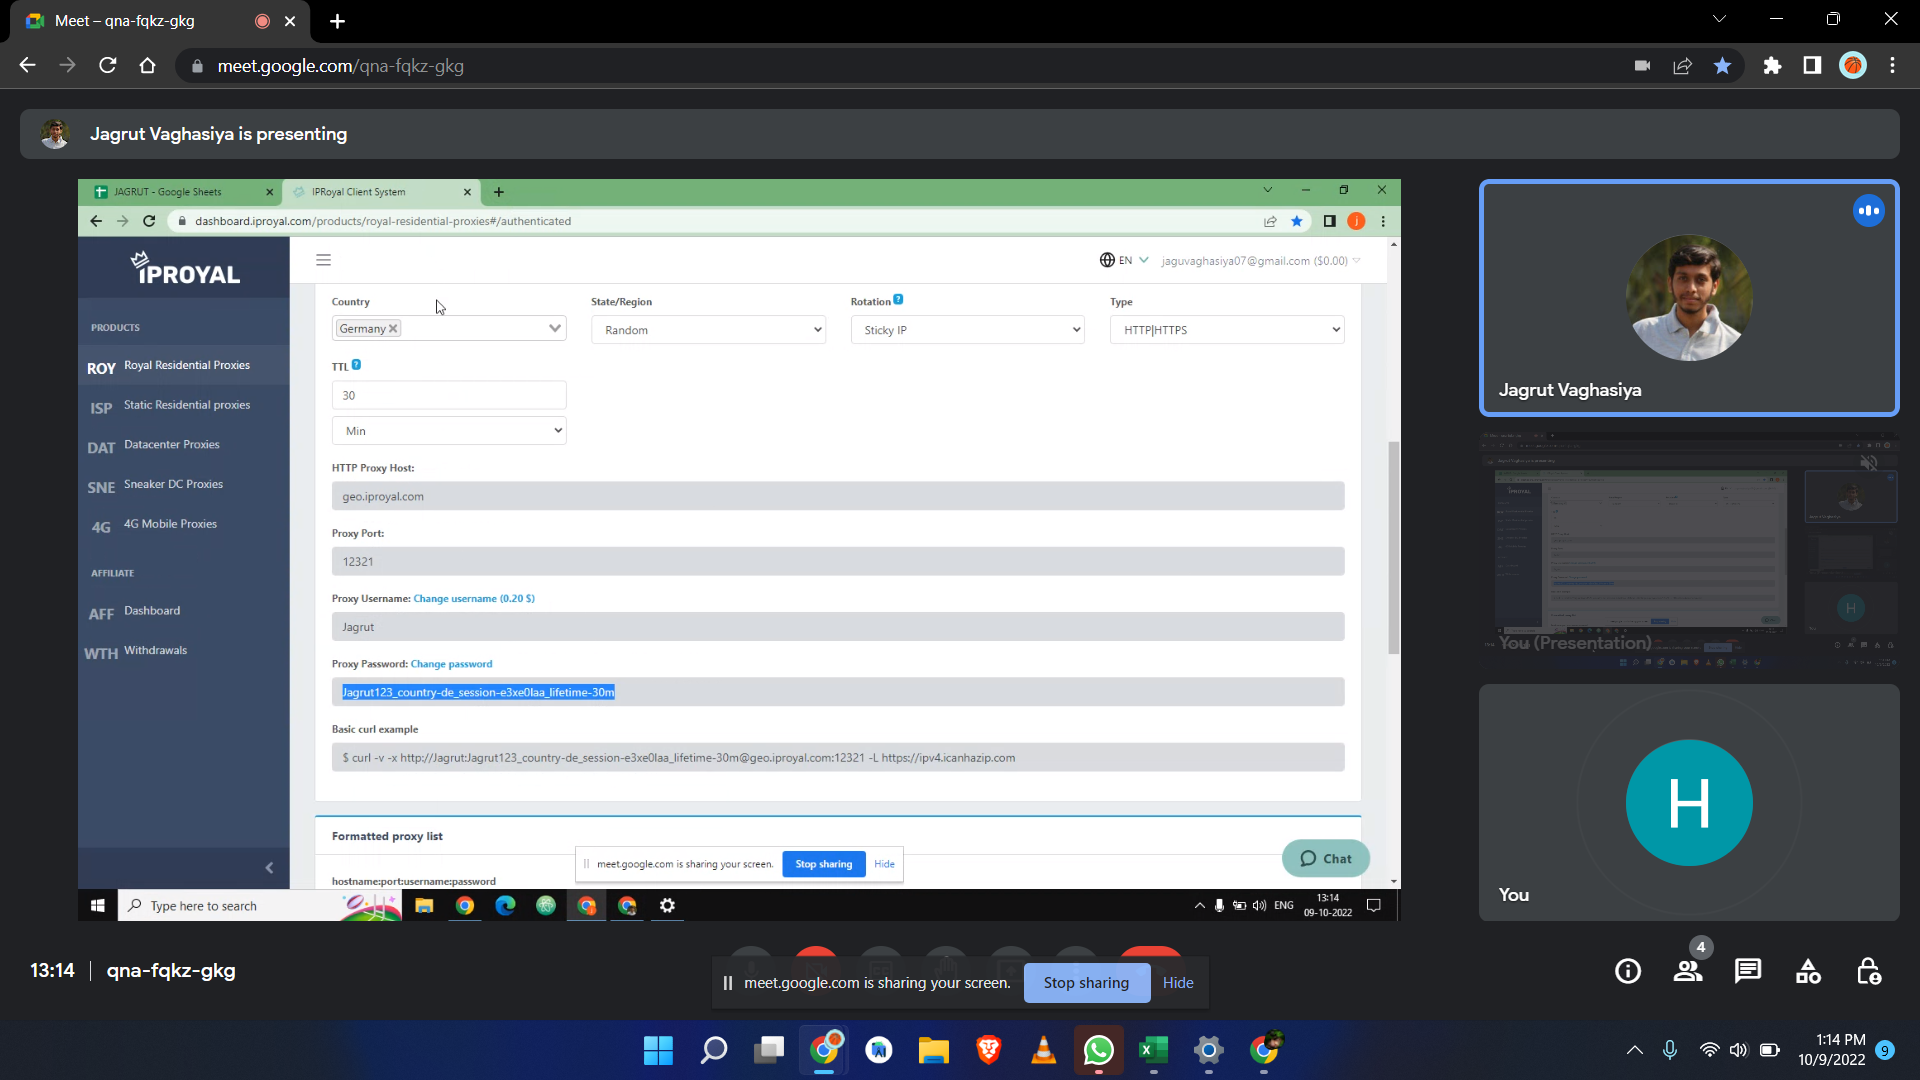 Meet – qna-fqkz-gkg
meet.google.com/qna-fqkz-gkg
Jagrut Vaghasiya is presenting
JAGRUT - Google Sheets
IPRoyal Client System
dashboard.iproyal.com/products/royal-residential-proxies#/authenticated
IPROYAL
EN
jaguvaghasiya07@gmail.com ($0.00)
PRODUCTS
ROY Royal Residential Proxies
ISP Static Residential proxies
DAT Datacenter Proxies
SNE Sneaker DC Proxies
4G 4G Mobile Proxies
AFFILIATE
AFF Dashboard
WTH Withdrawals
Country
State/Region
Rotation ?
Type
Germany
Random
Sticky IP
HTTP|HTTPS
TTL ?
30
Min
HTTP Proxy Host:
geo.iproyal.com
Proxy Port:
12321
Proxy Username: Change username (0.20 $)
Jagrut
Proxy Password: Change password
Jagrut123_country-de_session-e3xe0laa_lifetime-30m
Basic curl example
$ curl -v -x http://Jagrut:Jagrut123_country-de_session-e3xe0laa_lifetime-30m@geo.iproyal.com:12321 -L https://ipv4.icanhazip.com
Formatted proxy list
hostname:port:username:password
meet.google.com is sharing your screen.
Stop sharing
Hide
Chat
Type here to search
ENG
13:14
09-10-2022
Jagrut Vaghasiya
You (Presentation)
H
You
13:14
qna-fqkz-gkg
meet.google.com is sharing your screen.
Stop sharing
Hide
4
1:14 PM
10/9/2022
9